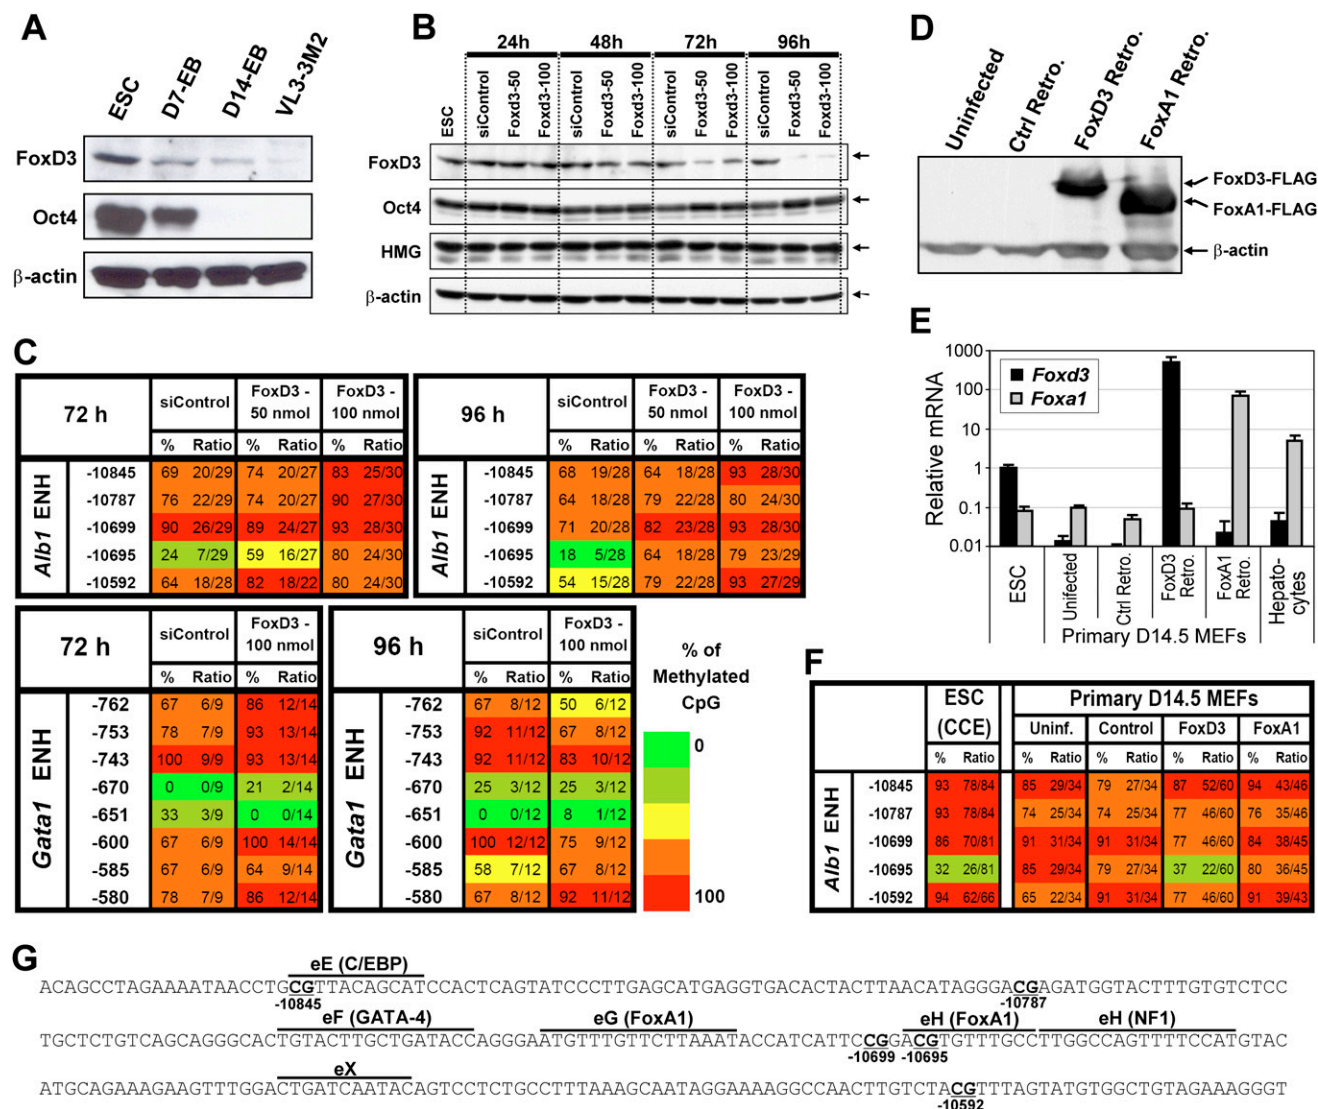 A
ESC
D7-EB
D14-EB
VL3-3M2
FoxD3
Oct4
β-actin
B
24h 48h 72h 96h
ESC siControl Foxd3-50 Foxd3-100 siControl Foxd3-50 Foxd3-100 siControl Foxd3-50 Foxd3-100 siControl Foxd3-50 Foxd3-100
FoxD3
Oct4
HMG
β-actin
D
Uninfected
Ctrl Retro.
FoxD3 Retro.
FoxA1 Retro.
FoxD3-FLAG
FoxA1-FLAG
β-actin
C
72 h siControl FoxD3 - 50 nmol FoxD3 - 100 nmol
% Ratio % Ratio % Ratio
Alb1 ENH
-10845 69 20/29 74 20/27 83 25/30
-10787 76 22/29 74 20/27 90 27/30
-10699 90 26/29 89 24/27 93 28/30
-10695 24 7/29 59 16/27 80 24/30
-10592 64 18/28 82 18/22 80 24/30
96 h siControl FoxD3 - 50 nmol FoxD3 - 100 nmol
% Ratio % Ratio % Ratio
Alb1 ENH
-10845 68 19/28 64 18/28 93 28/30
-10787 64 18/28 79 22/28 80 24/30
-10699 71 20/28 82 23/28 93 28/30
-10695 18 5/28 64 18/28 79 23/29
-10592 54 15/28 79 22/28 93 27/29
72 h siControl FoxD3 - 100 nmol
% Ratio % Ratio
Gata1 ENH
-762 67 6/9 86 12/14
-753 78 7/9 93 13/14
-743 100 9/9 93 13/14
-670 0 0/9 21 2/14
-651 33 3/9 0 0/14
-600 67 6/9 100 14/14
-585 67 6/9 64 9/14
-580 78 7/9 86 12/14
96 h siControl FoxD3 - 100 nmol
% Ratio % Ratio
Gata1 ENH
-762 67 8/12 50 6/12
-753 92 11/12 67 8/12
-743 92 11/12 83 10/12
-670 25 3/12 25 3/12
-651 0 0/12 8 1/12
-600 100 12/12 75 9/12
-585 58 7/12 67 8/12
-580 67 8/12 92 11/12
% of
Methylated
CpG
0
100
E
Relative mRNA
1000
100
10
1
0.1
0.01
Foxd3
Foxa1
ESC
Unifected
Ctrl Retro.
FoxD3 Retro.
FoxA1 Retro.
Hepato-cytes
Primary D14.5 MEFs
F
ESC (CCE) Primary D14.5 MEFs
Uninf. Control FoxD3 FoxA1
% Ratio % Ratio % Ratio % Ratio % Ratio
Alb1 ENH
-10845 93 78/84 85 29/34 79 27/34 87 52/60 94 43/46
-10787 93 78/84 74 25/34 74 25/34 77 46/60 76 35/46
-10699 86 70/81 91 31/34 91 31/34 77 46/60 84 38/45
-10695 32 26/81 85 29/34 79 27/34 37 22/60 80 36/45
-10592 94 62/66 65 22/34 91 31/34 77 46/60 91 39/43
G
eE (C/EBP)
ACAGCCTAGAAAATAACCTGCGTTACAGCATCCACTCAGTATCCCTTGAGCATGAGGTGACACTACTTAACATAGGGACGAGATGGTACTTTGTGTCTCC
-10845 -10787
eF (GATA-4) eG (FoxA1) eH (FoxA1) eH (NF1)
TGCTCTGTCAGCAGGGCACTGTACTTGCTGATACCAGGGAATGTTTGTTCTTAAATACCATCATTCCGGACGTGTTTGCCTTGGCCAGTTTTCCATGTAC
-10699 -10695
eX
ATGCAGAAAGAAGTTTGGACTGATCAATACAGTCCTCTGCCTTTAAAGCAATAGGAAAAGGCCAACTTGTCTACGTTTAGTATGTGGCTGTAGAAAGGGT
-10592